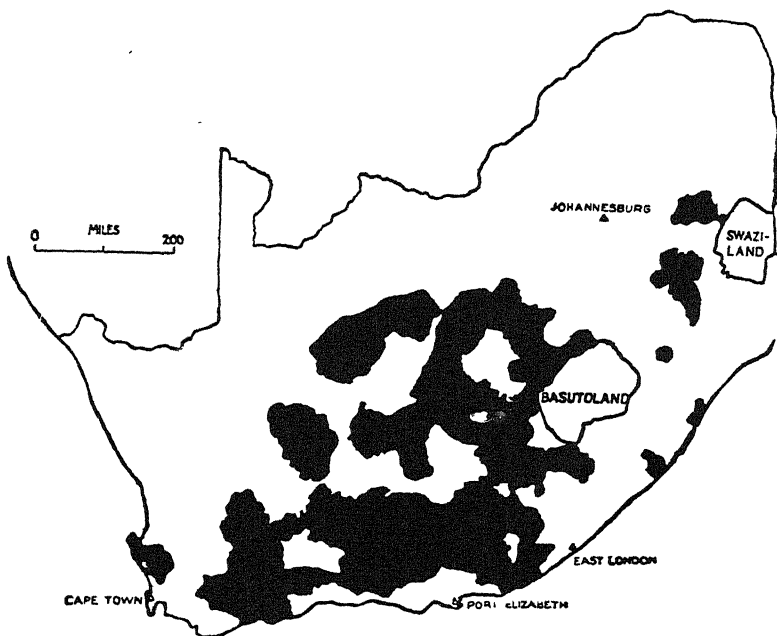 JOHANNESBURG
MILES
0 200
SWAZI-
LAND
BASUTOLAND
EAST LONDON
CAPE TOWN
PORT ELIZABETH